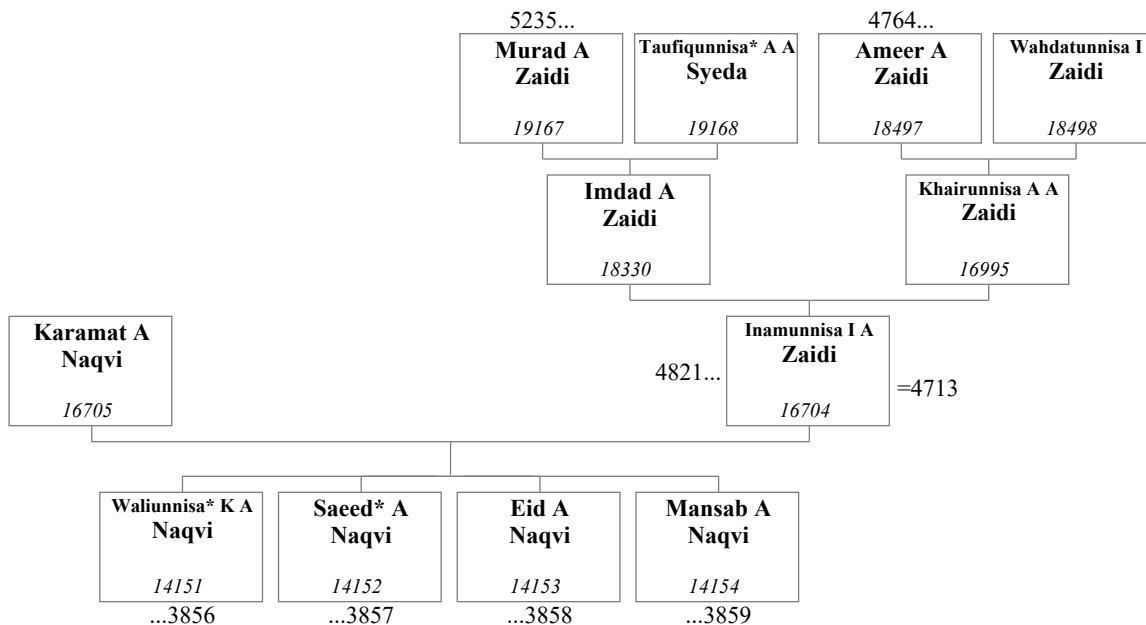 5235...
4764...
Murad A
Zaidi
19167
Taufiqunnisa* A A
Syeda
19168
Ameer A
Zaidi
18497
Wahdatunnisa I
Zaidi
18498
Imdad A
Zaidi
18330
Khairunnisa A A
Zaidi
16995
Karamat A
Naqvi
16705
4821...
Inamunnisa I A
Zaidi
16704
=4713
Waliunnisa* K A
Naqvi
14151
...3856
Saeed* A
Naqvi
14152
...3857
Eid A
Naqvi
14153
...3858
Mansab A
Naqvi
14154
...3859